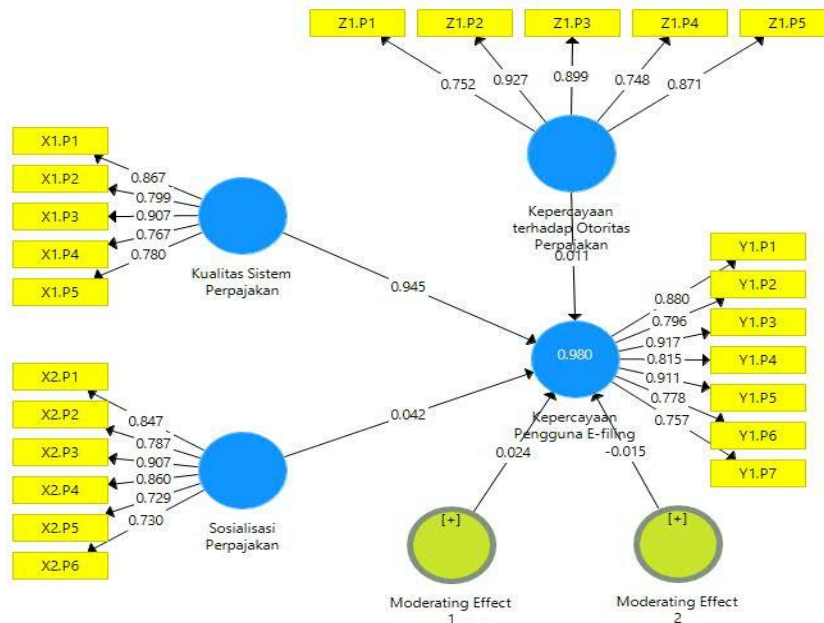 Z1.P1
Z1.P2
Z1.P3
Z1.P4
Z1.P5
0.752
0.927
0.899
0.748
0.871
Kepercayaan
terhadap Otoritas
Perpajakan
0.011
X1.P1
X1.P2
X1.P3
X1.P4
X1.P5
0.867
0.799
0.907
0.767
0.780
Kualitas Sistem
Perpajakan
0.945
X2.P1
X2.P2
X2.P3
X2.P4
X2.P5
X2.P6
0.847
0.787
0.907
0.860
0.729
0.730
Sosialisasi
Perpajakan
0.042
0.980
Kepercayaan
Pengguna E-filing
0.880
0.796
0.917
0.815
0.911
0.778
0.757
Y1.P1
Y1.P2
Y1.P3
Y1.P4
Y1.P5
Y1.P6
Y1.P7
0.024
-0.015
[+]
Moderating Effect
1
[+]
Moderating Effect
2